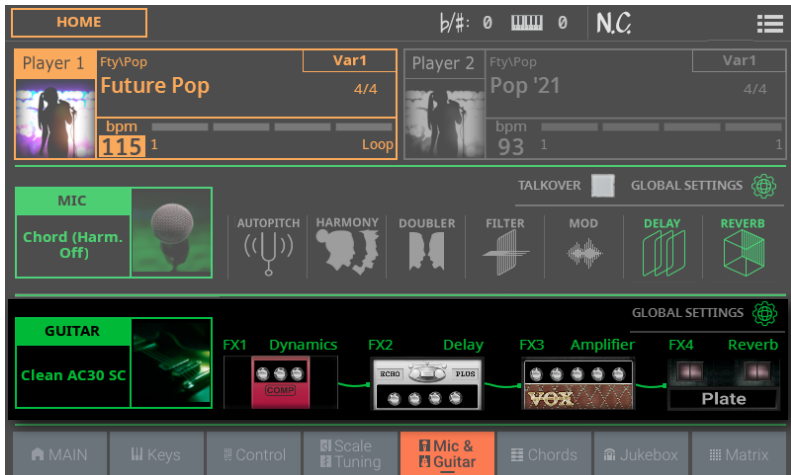 HOME
♭/#: 0
0
N.C.
Player 1
Fty\Pop
Var1
Future Pop
4/4
bpm
115
1
Loop
Player 2
Fty\Pop
Var1
Pop '21
4/4
bpm
93
1
1
TALKOVER
GLOBAL SETTINGS
MIC
Chord (Harm.
Off)
AUTOPITCH
HARMONY
DOUBLER
FILTER
MOD
DELAY
REVERB
GLOBAL SETTINGS
GUITAR
Clean AC30 SC
FX1 Dynamics
FX2 Delay
FX3 Amplifier
FX4 Reverb
(COMP)
ECHO
PLUS
VOX
Plate
MAIN
Keys
Control
Scale
Tuning
Mic &
Guitar
Chords
Jukebox
Matrix